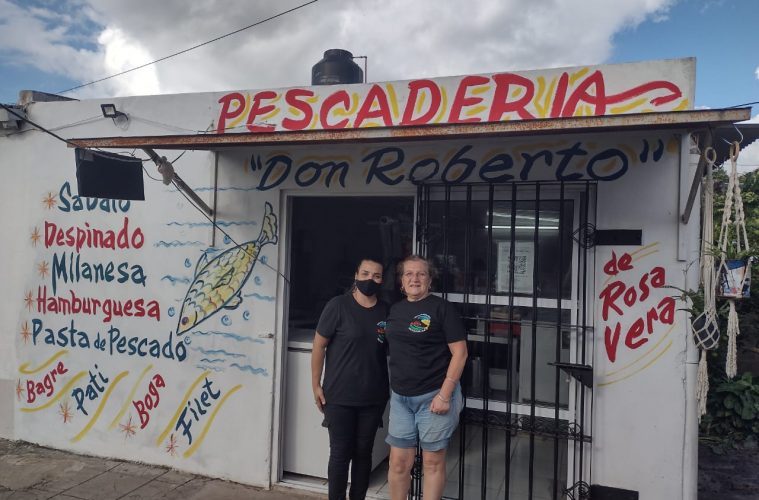 PESCADERIA
"Don Roberto"
Sabalo
Despinado
Milanesa
Hamburguesa
Pasta de Pescado
Bagre
Pati
Boga
Filet
de
Rosa
Vera